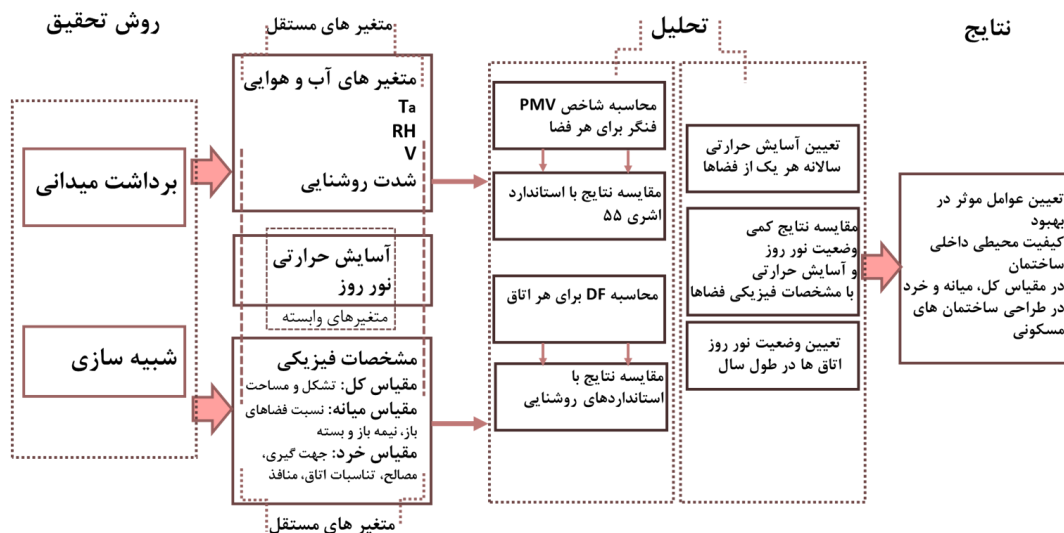 روش تحقیق
برداشت میدانی
شبیه سازی
متغیر های مستقل
متغیر های آب و هوایی
Ta
RH
V
شدت روشنایی
آسایش حرارتی
نور روز
متغیرهای وابسته
مشخصات فیزیکی
مقیاس کل: تشکل و مساحت
مقیاس میانه: نسبت فضاهای
باز، نیمه باز و بسته
مقیاس خرد: جهت گیری،
مصالح، تناسبات اتاق، منافذ
متغیر های مستقل
تحلیل
محاسبه شاخص PMV
فنگر برای هر فضا
مقایسه نتایج با استاندارد
اشری ۵۵
محاسبه DF برای هر اتاق
مقایسه نتایج با
استانداردهای روشنایی
تعیین آسایش حرارتی
سالانه هر یک از فضاها
مقایسه نتایج کمی
وضعیت نور روز
و آسایش حرارتی
با مشخصات فیزیکی فضاها
تعیین وضعیت نور روز
اتاق ها در طول سال
نتایج
تعیین عوامل موثر در
بهبود
کیفیت محیطی داخلی
ساختمان
در مقیاس کل، میانه و خرد
در طراحی ساختمان های
مسکونی